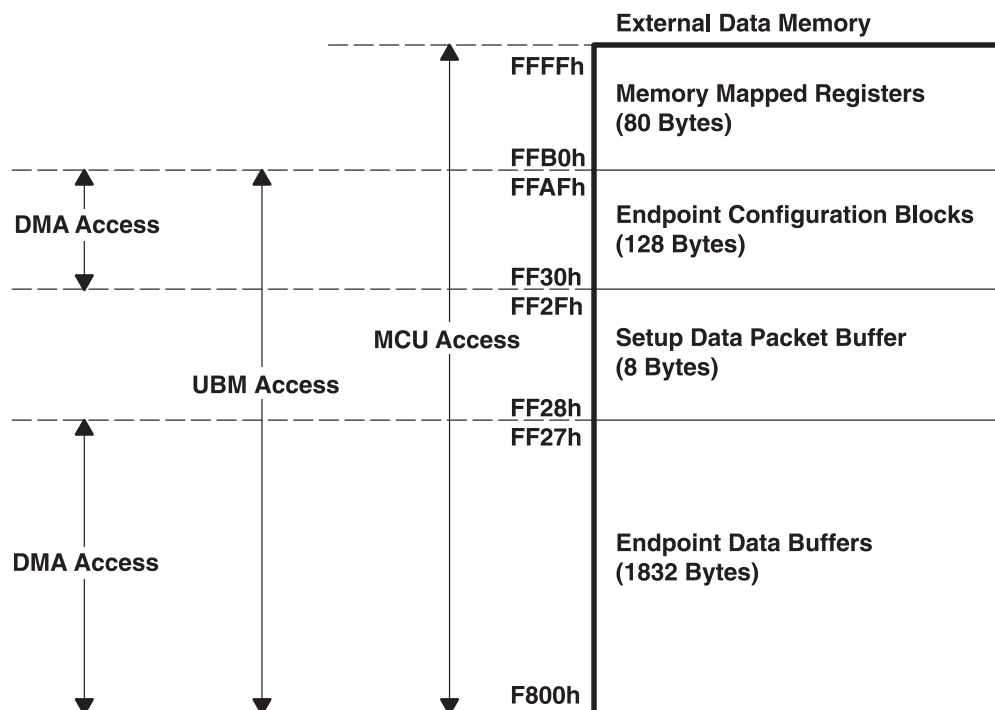 External Data Memory
FFFFh
Memory Mapped Registers
(80 Bytes)
FFB0h
FFAFh
DMA Access
Endpoint Configuration Blocks
(128 Bytes)
FF30h
FF2Fh
MCU Access
Setup Data Packet Buffer
(8 Bytes)
UBM Access
FF28h
FF27h
DMA Access
Endpoint Data Buffers
(1832 Bytes)
F800h